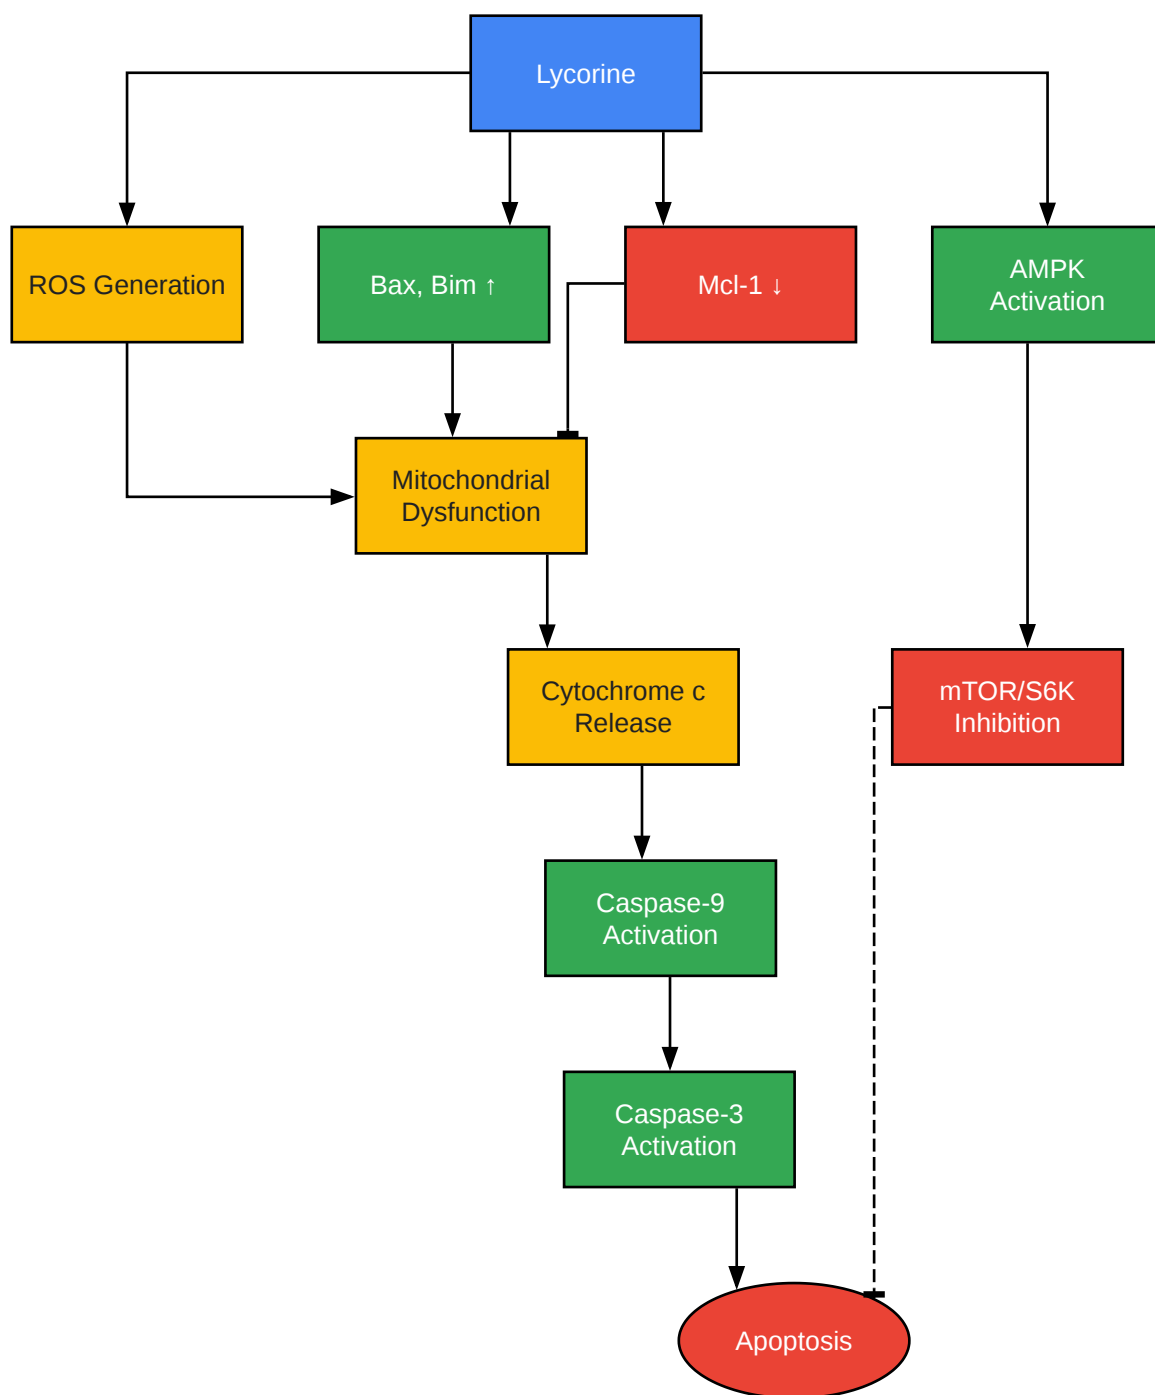 Lycorine
ROS Generation
Bax, Bim ↑
Mcl-1 ↓
AMPK
Activation
Mitochondrial
Dysfunction
Cytochrome c
Release
mTOR/S6K
Inhibition
Caspase-9
Activation
Caspase-3
Activation
Apoptosis